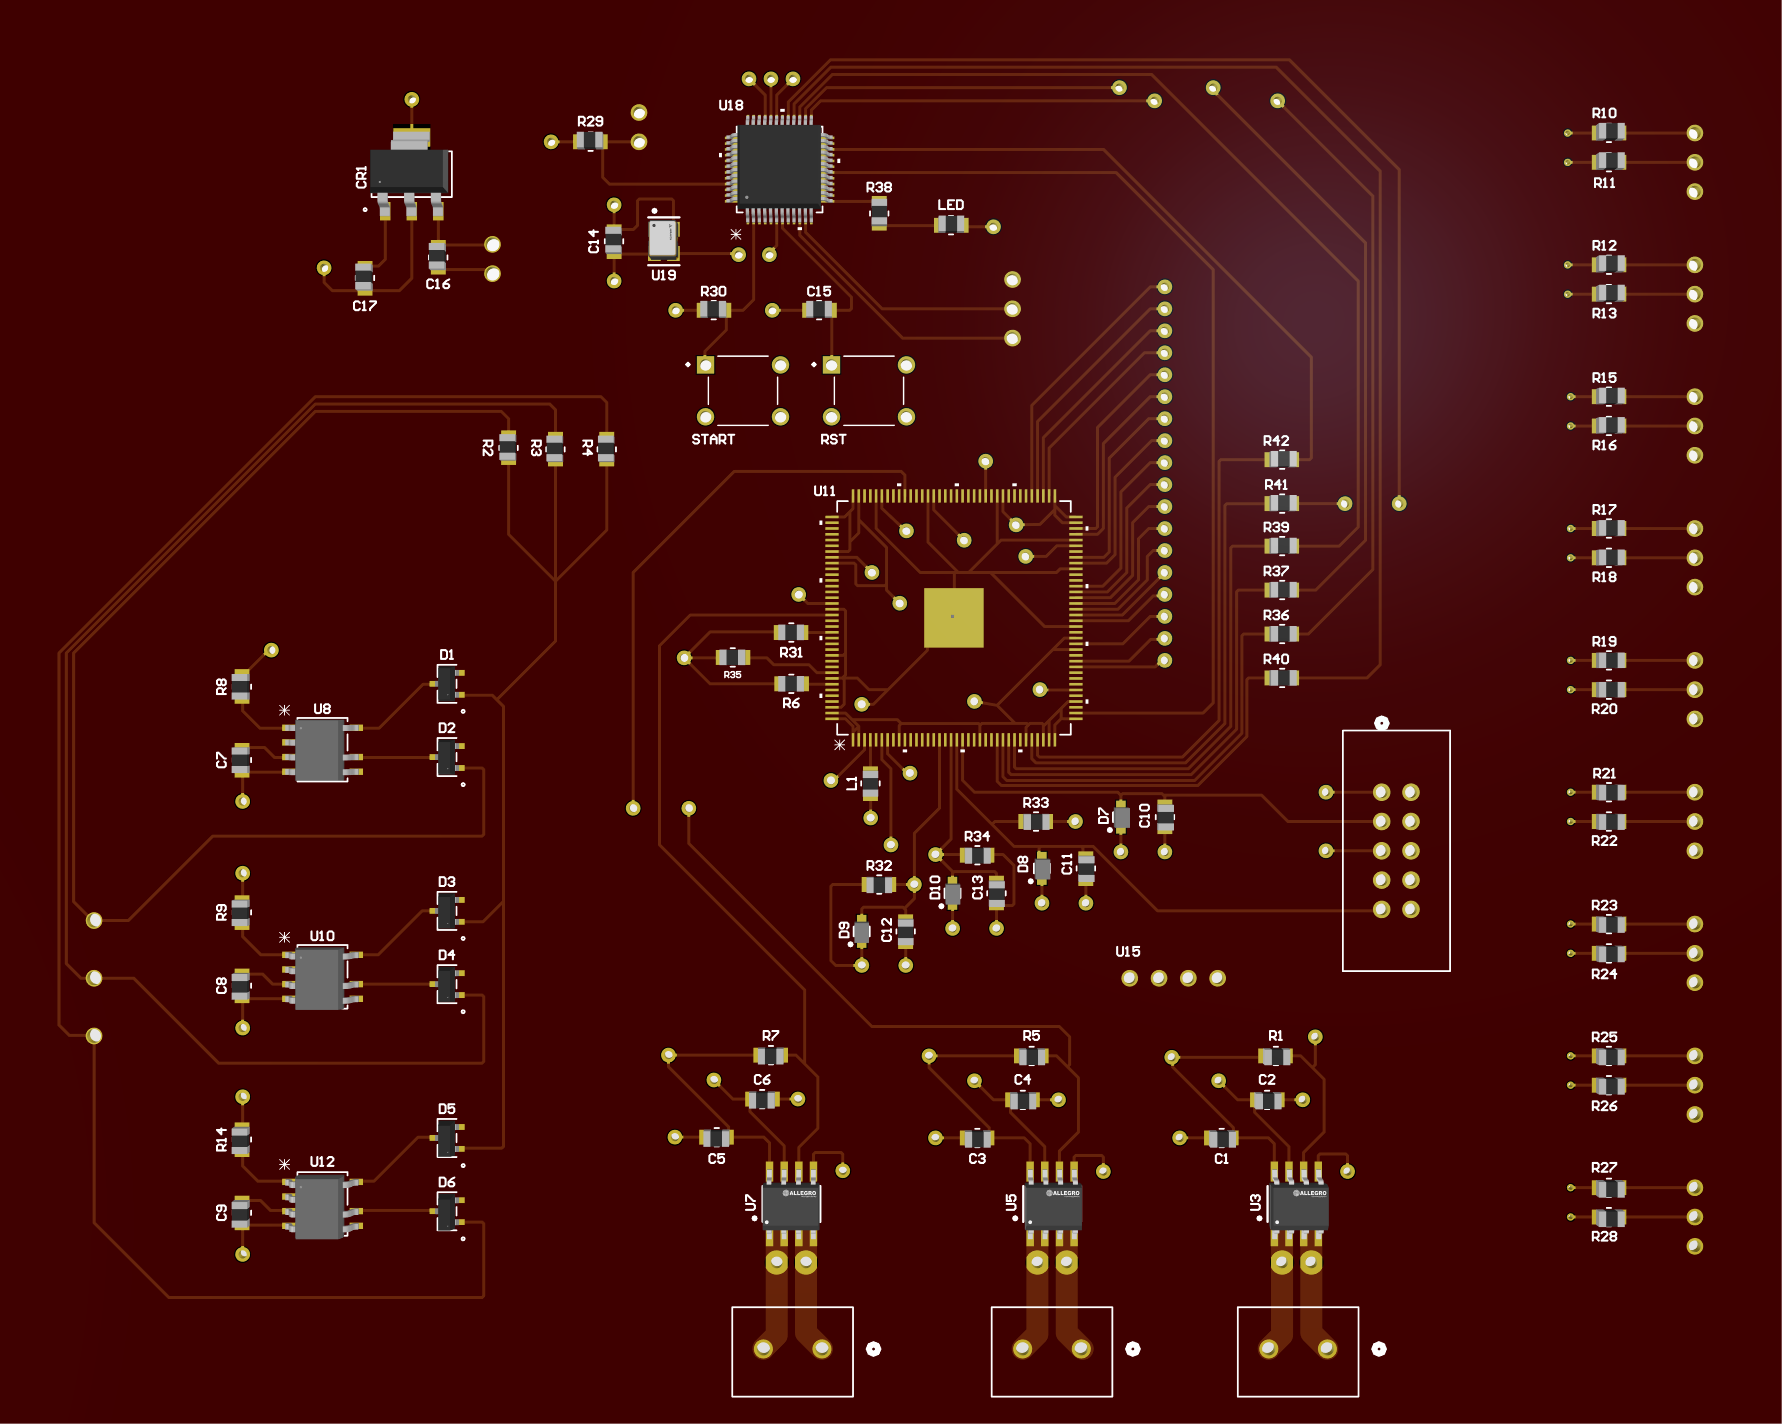 U18
R29
R10
CR1
R11
R38
LED
C14
U19
R12
C16
C17
R30
C15
R13
START
RST
R15
R2
R3
R4
R42
R16
U11
R41
R17
R39
R37
R18
R36
R31
R35
R6
R40
R19
D1
R8
U8
R20
D2
C7
L1
R33
D7
C10
R21
R34
D8
C11
R22
R32
D10
C13
D3
R9
U10
D9
C12
R23
D4
C8
U15
R24
R7
R5
R1
R25
C6
C4
C2
R26
D5
R14
U12
C5
C3
C1
R27
D6
C9
U7
ALLEGRO
U5
ALLEGRO
U3
ALLEGRO
R28